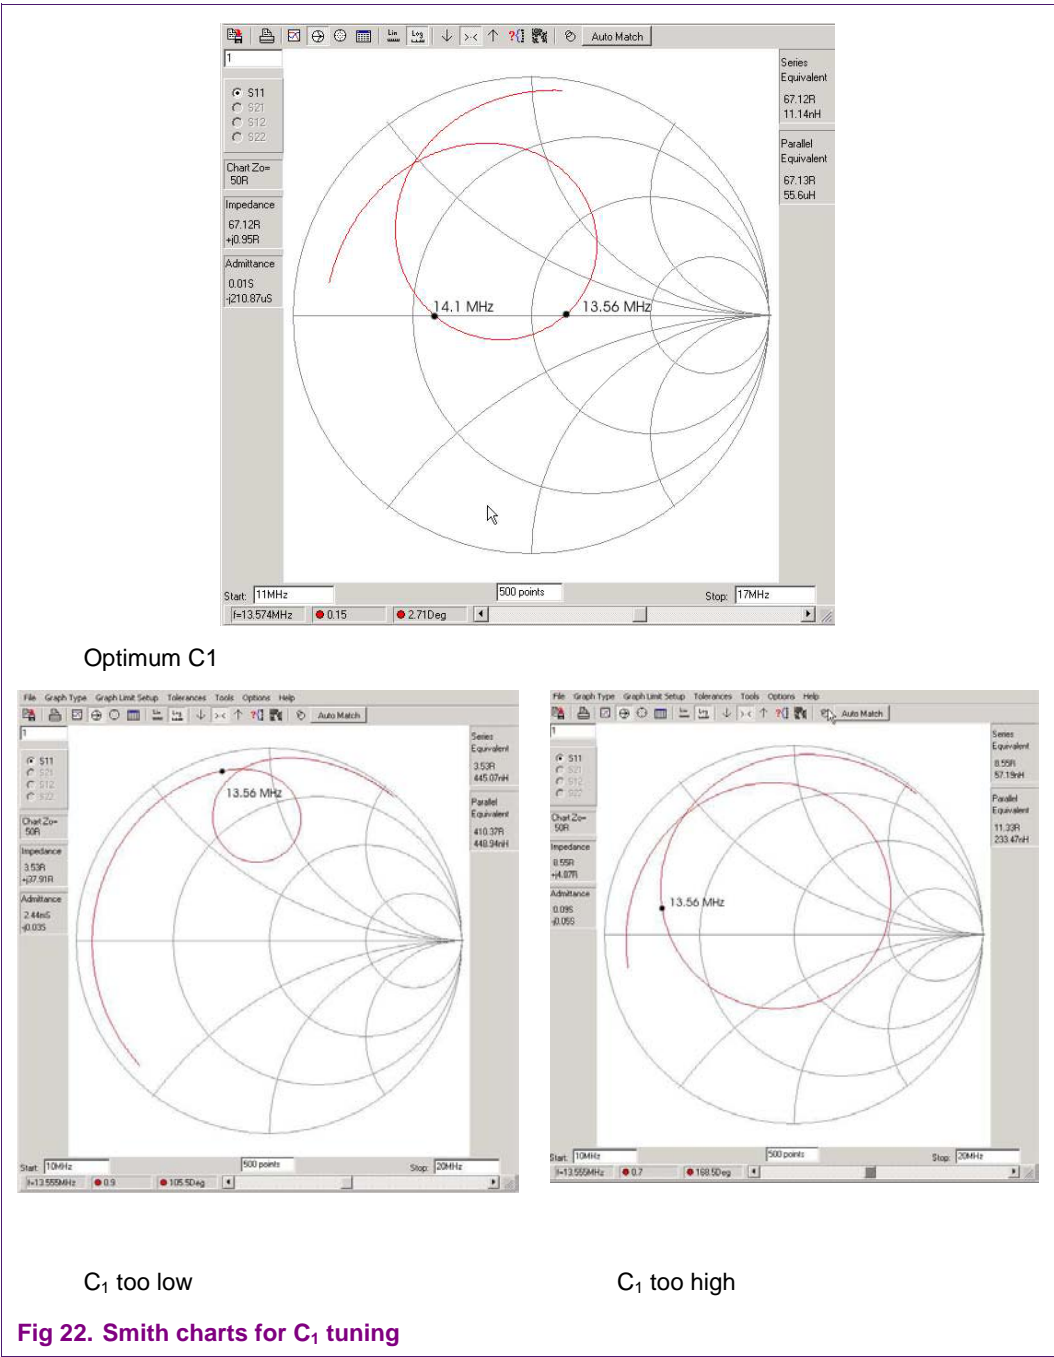 Lin
Log
Auto Match
1
S11
S21
S12
S22
Chart Zo=
50R
Impedance
67.12R
+j0.95R
Admittance
0.01S
-j210.87uS
Series
Equivalent
67.12R
11.14nH
Parallel
Equivalent
67.13R
55.6uH
14.1 MHz
13.56 MHz
Start: 11MHz
500 points
Stop: 17MHz
f=13.574MHz
0.15
2.71Deg
Optimum C1
File Graph Type Graph Limit Setup Tolerances Tools Options Help
Auto Match
1
S11
S21
S12
S22
Chart Zo=
50R
Impedance
3.53R
+j37.91R
Admittance
2.44mS
-j0.03S
Series
Equivalent
3.53R
445.07nH
Parallel
Equivalent
410.37R
448.94nH
13.56 MHz
Start: 10MHz
500 points
Stop: 20MHz
f=13.555MHz
0.9
105.5Deg
File Graph Type Graph Limit Setup Tolerances Tools Options Help
Auto Match
1
S11
S21
S12
S22
Chart Zo=
50R
Impedance
8.55R
+j4.87R
Admittance
0.09S
-j0.05S
Series
Equivalent
8.55R
57.19nH
Parallel
Equivalent
11.33R
233.47nH
13.56 MHz
Start: 10MHz
500 points
Stop: 20MHz
f=13.555MHz
0.7
168.5Deg
C₁ too low
C₁ too high
Fig 22. Smith charts for C₁ tuning